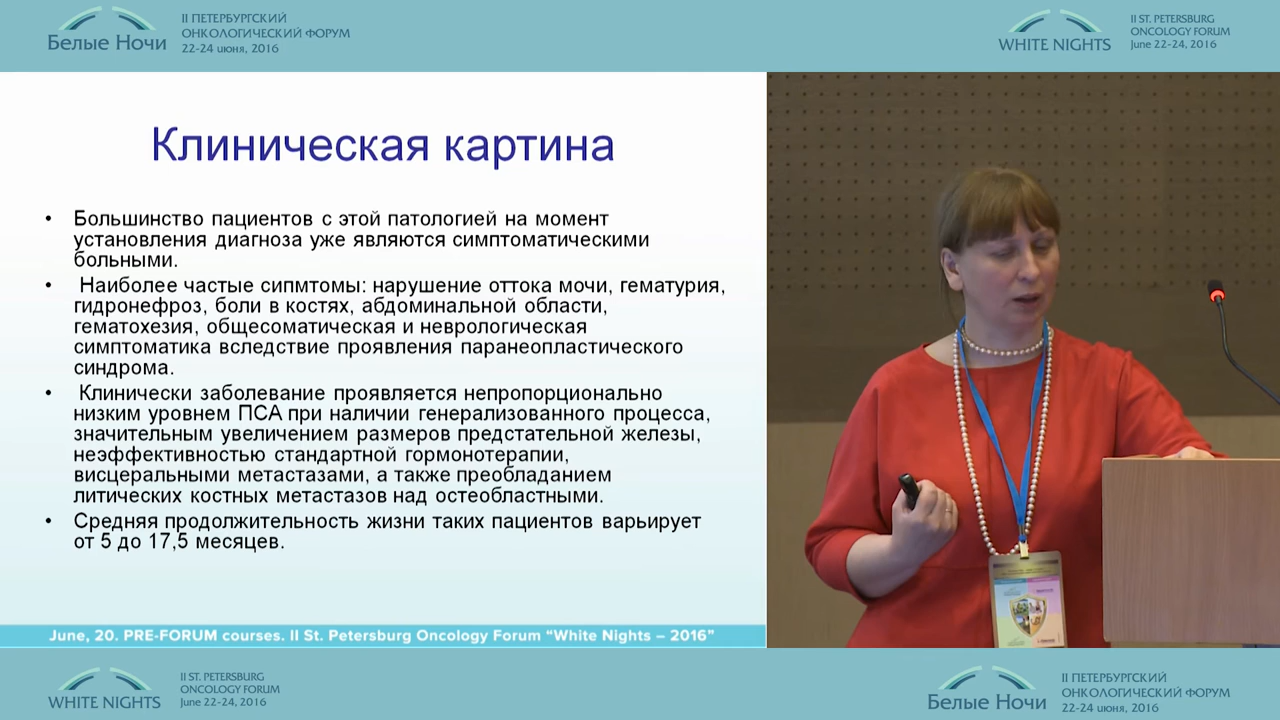 Белые Ночи
II ПЕТЕРБУРГСКИЙ
ОНКОЛОГИЧЕСКИЙ ФОРУМ
22-24 июня, 2016
WHITE NIGHTS
II ST. PETERSBURG
ONCOLOGY FORUM
June 22-24, 2016
Клиническая картина
• Большинство пациентов с этой патологией на момент
установления диагноза уже являются симптоматическими
больными.
• Наиболее частые сипмтомы: нарушение оттока мочи, гематурия,
гидронефроз, боли в костях, абдоминальной области,
гематохезия, общесоматическая и неврологическая
симптоматика вследствие проявления паранеопластического
синдрома.
• Клинически заболевание проявляется непропорционально
низким уровнем ПСА при наличии генерализованного процесса,
значительным увеличением размеров предстательной железы,
неэффективностью стандартной гормонотерапии,
висцеральными метастазами, а также преобладанием
литических костных метастазов над остеобластными.
• Средняя продолжительность жизни таких пациентов варьирует
от 5 до 17,5 месяцев.
June, 20. PRE-FORUM courses. II St. Petersburg Oncology Forum “White Nights – 2016”
WHITE NIGHTS
II ST. PETERSBURG
ONCOLOGY FORUM
June 22-24, 2016
Белые Ночи
II ПЕТЕРБУРГСКИЙ
ОНКОЛОГИЧЕСКИЙ ФОРУМ
22-24 июня, 2016